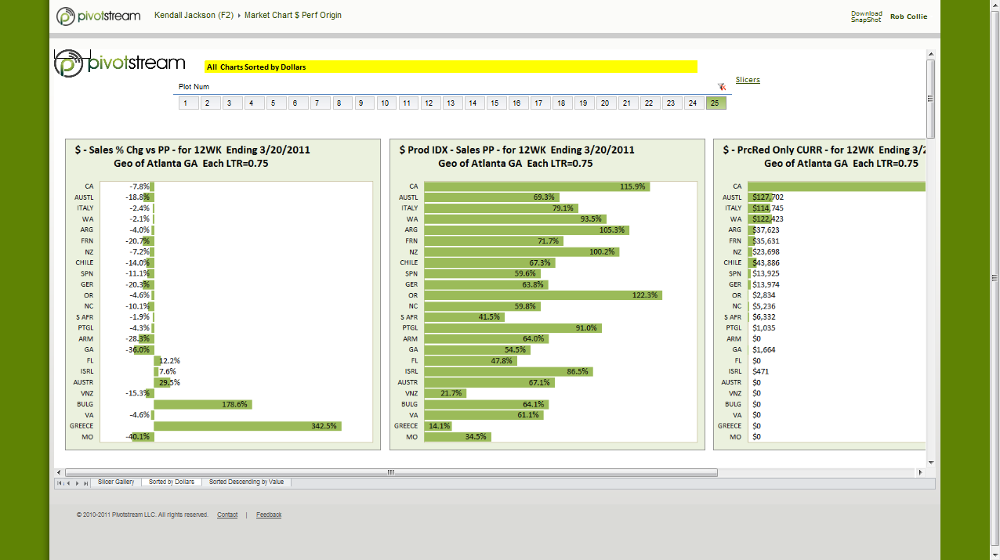 pivotstream Kendall Jackson (F2) Market Chart $ Perf Origin
Download SnapShot Rob Collie
pivotstream
All Charts Sorted by Dollars
Slicers
Plot Num
1 2 3 4 5 6 7 8 9 10 11 12 13 14 15 16 17 18 19 20 21 22 23 24 25
$ - Sales % Chg vs PP - for 12WK Ending 3/20/2011
Geo of Atlanta GA Each LTR=0.75
CA -7.8%
AUSTL -18.8%
ITALY -2.4%
WA -2.1%
ARG -4.0%
FRN -20.7%
NZ -7.2%
CHILE -14.0%
SPN -11.1%
GER -20.3%
OR -4.6%
NC -10.1%
S AFR -1.9%
PTGL -4.3%
ARM -28.3%
GA -36.0%
FL 12.2%
ISRL 7.6%
AUSTR 29.5%
VNZ -15.3%
BULG 178.6%
VA -4.6%
GREECE 342.5%
MO -40.1%
$ Prod IDX - Sales PP - for 12WK Ending 3/20/2011
Geo of Atlanta GA Each LTR=0.75
CA 115.9%
AUSTL 69.3%
ITALY 79.1%
WA 93.5%
ARG 105.3%
FRN 71.7%
NZ 100.2%
CHILE 67.3%
SPN 59.6%
GER 63.8%
OR 122.3%
NC 59.8%
S AFR 41.5%
PTGL 91.0%
ARM 64.0%
GA 54.5%
FL 47.8%
ISRL 86.5%
AUSTR 67.1%
VNZ 21.7%
BULG 64.1%
VA 61.1%
GREECE 14.1%
MO 34.5%
$ - PrcRed Only CURR - for 12WK Ending 3/2
Geo of Atlanta GA Each LTR=0.75
CA
AUSTL $127,702
ITALY $114,745
WA $122,423
ARG $37,623
FRN $35,631
NZ $23,698
CHILE $43,886
SPN $13,925
GER $13,974
OR $2,834
NC $5,236
S AFR $6,332
PTGL $1,035
ARM $0
GA $1,664
FL $0
ISRL $471
AUSTR $0
VNZ $0
BULG $0
VA $0
GREECE $0
MO $0
Slicer Gallery Sorted by Dollars Sorted Descending by Value
© 2010-2011 Pivotstream LLC. All rights reserved. Contact | Feedback